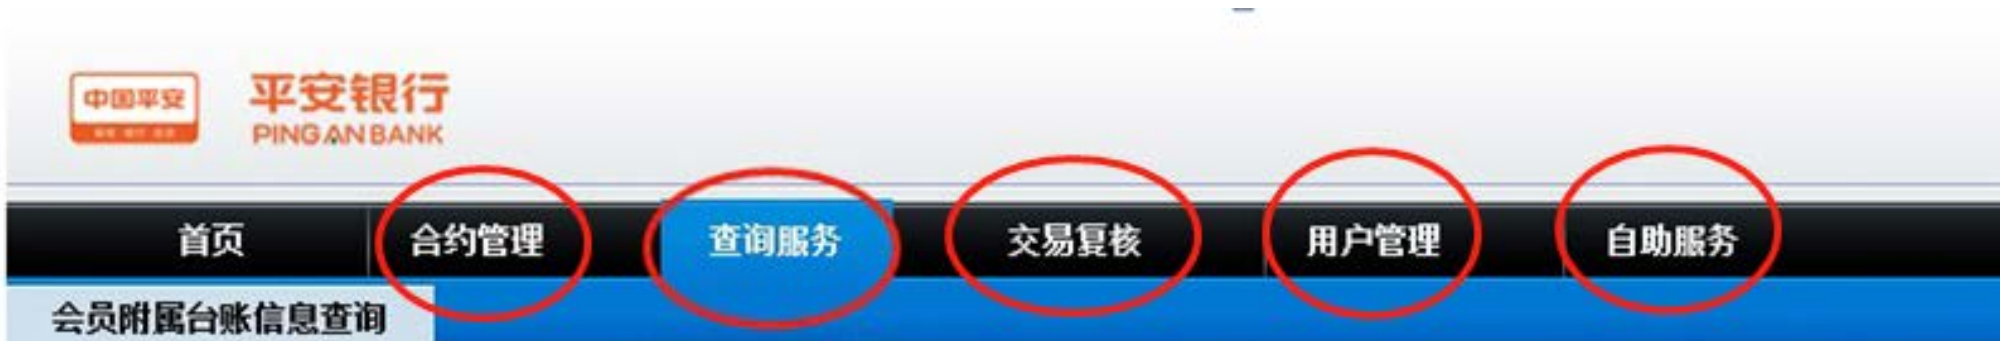 中国平安
平安银行
PINGAN BANK
首页 合约管理 查询服务 交易复核 用户管理 自助服务
会员附属台账信息查询